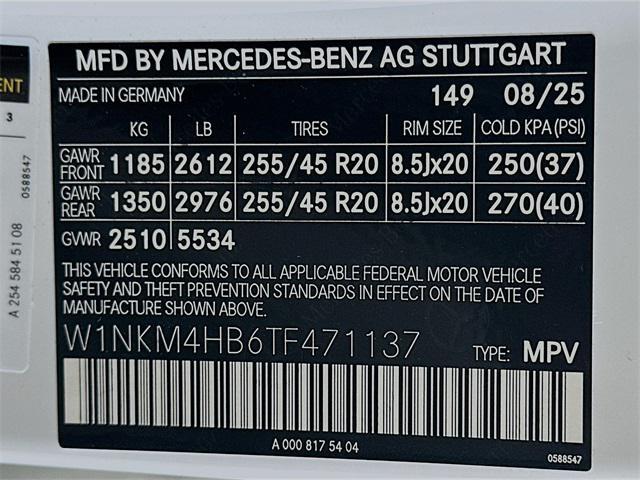 MFD BY MERCEDES-BENZ AG STUTTGART
MADE IN GERMANY 149 08/25
KG LB TIRES RIM SIZE COLD KPA (PSI)
GAWR FRONT 1185 2612 255/45 R20 8.5Jx20 250(37)
GAWR REAR 1350 2976 255/45 R20 8.5Jx20 270(40)
GVWR 2510 5534
THIS VEHICLE CONFORMS TO ALL APPLICABLE FEDERAL MOTOR VEHICLE
SAFETY AND THEFT PREVENTION STANDARDS IN EFFECT ON THE DATE OF
MANUFACTURE SHOWN ABOVE.
W1NKM4HB6TF471137 TYPE: MPV
A 000 817 54 04
0588547
3
0588547
A 254 584 51 08